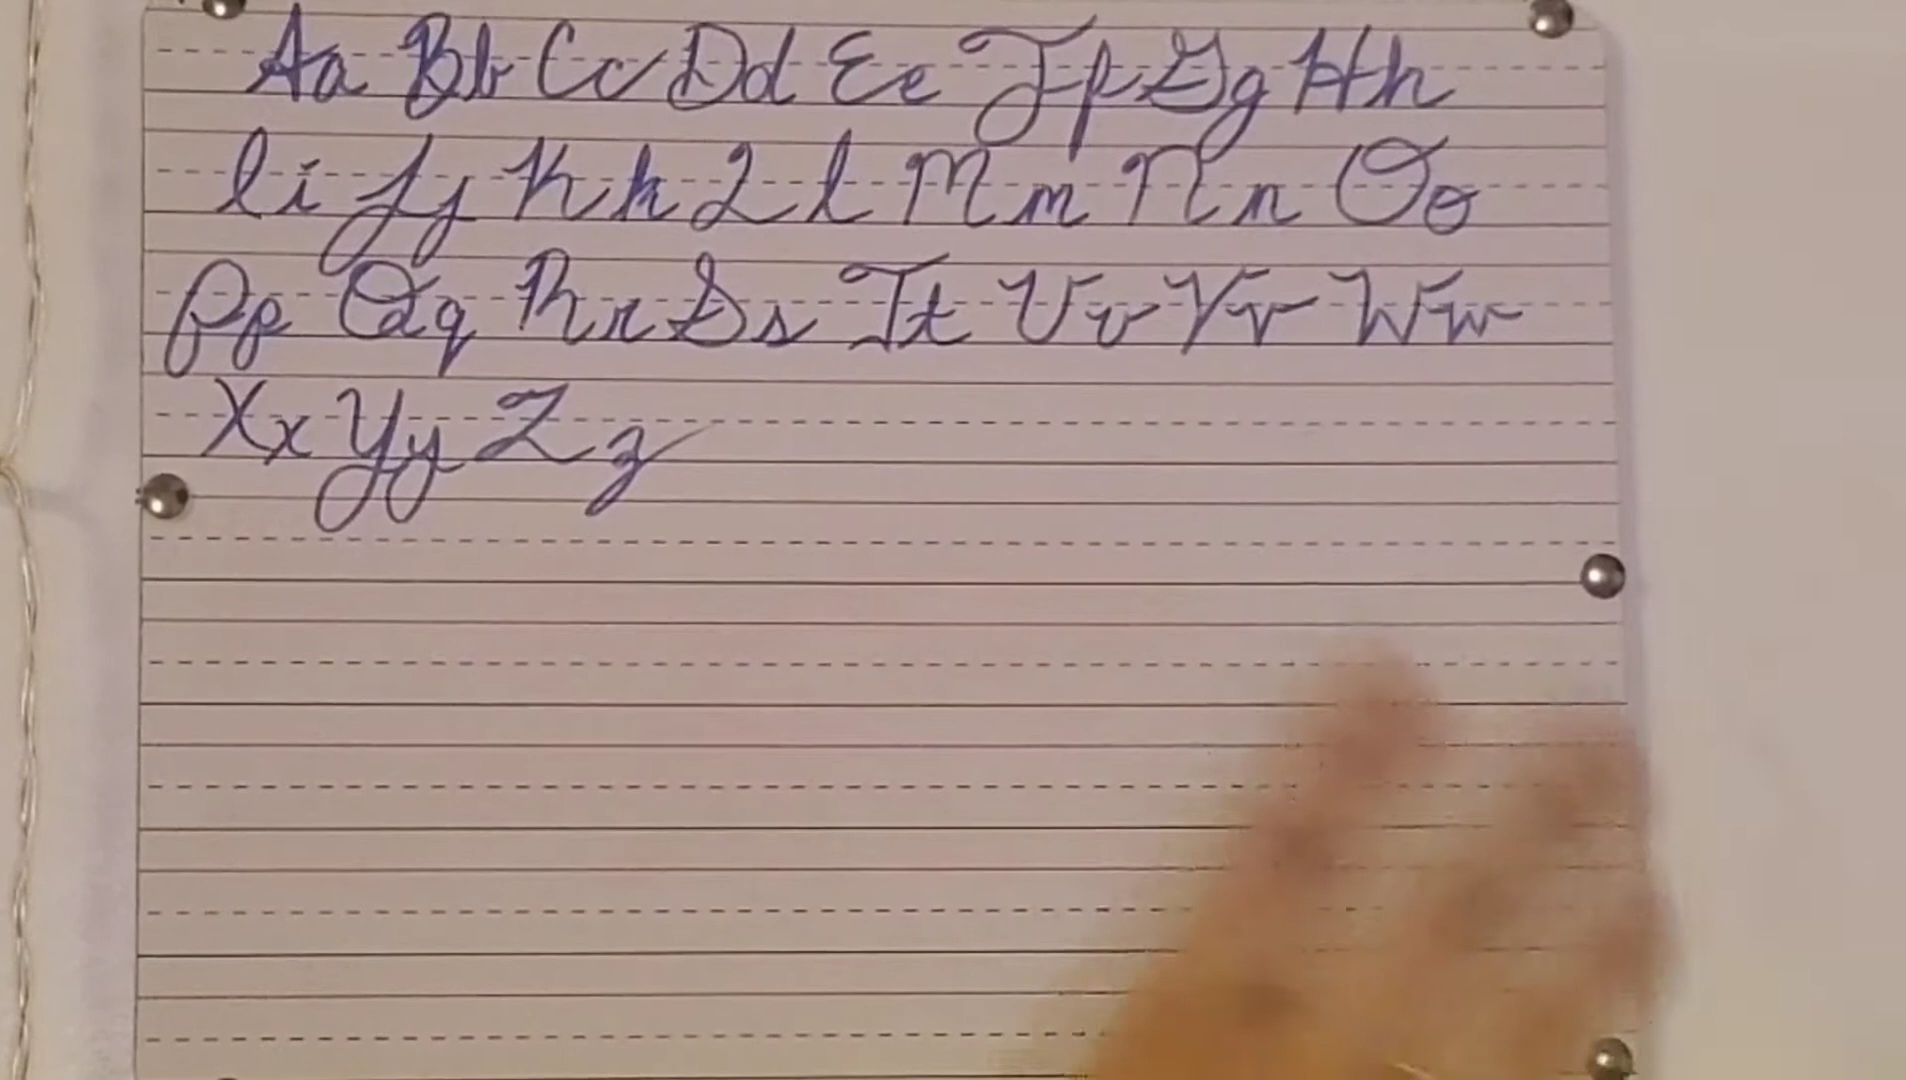 Aa Bb Cc Dd Ee Ff Gg Hh
Ii Jj Kk Ll Mm Nn Oo
Pp Qq Rr Ss Tt Uu Vv Ww
Xx Yy Zz